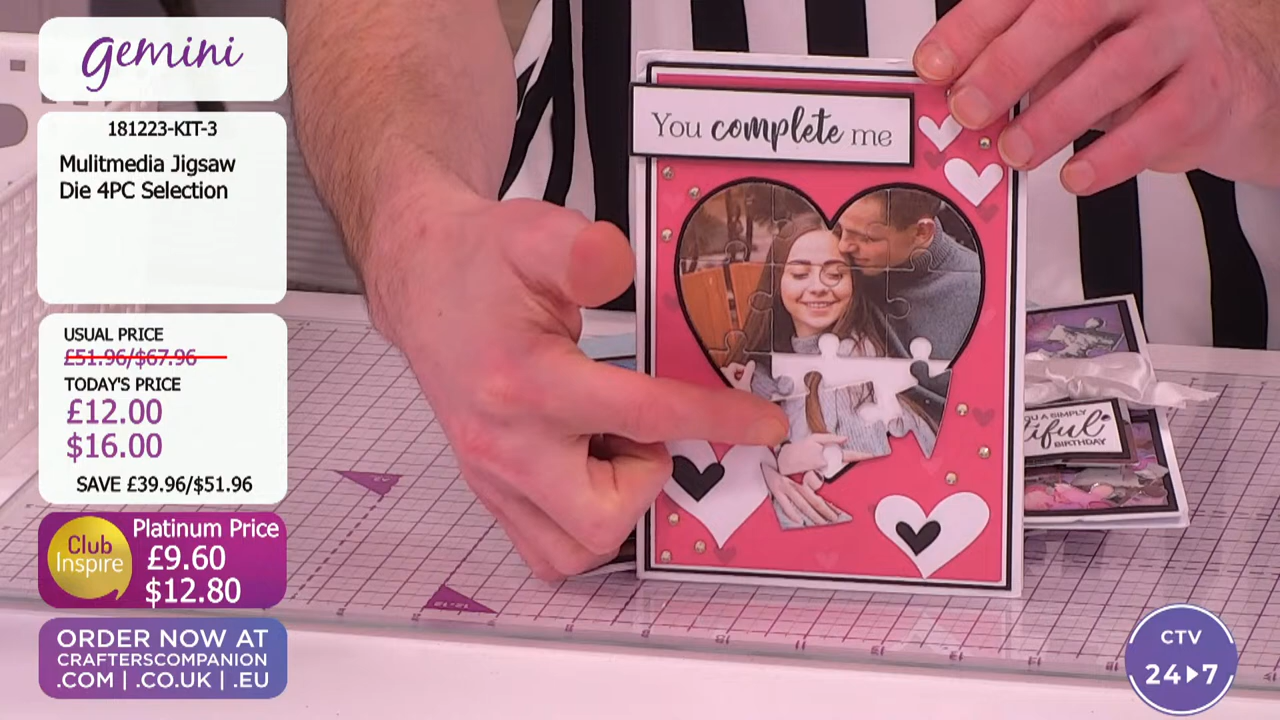 gemini
181223-KIT-3
Mulitmedia Jigsaw
Die 4PC Selection
USUAL PRICE
£51.96/$67.96
TODAY'S PRICE
£12.00
$16.00
SAVE £39.96/$51.96
Club
Inspire
Platinum Price
£9.60
$12.80
ORDER NOW AT
CRAFTERSCOMPANION
.COM | .CO.UK | .EU
You complete me
BIRTHDAY
CTV
24▶7